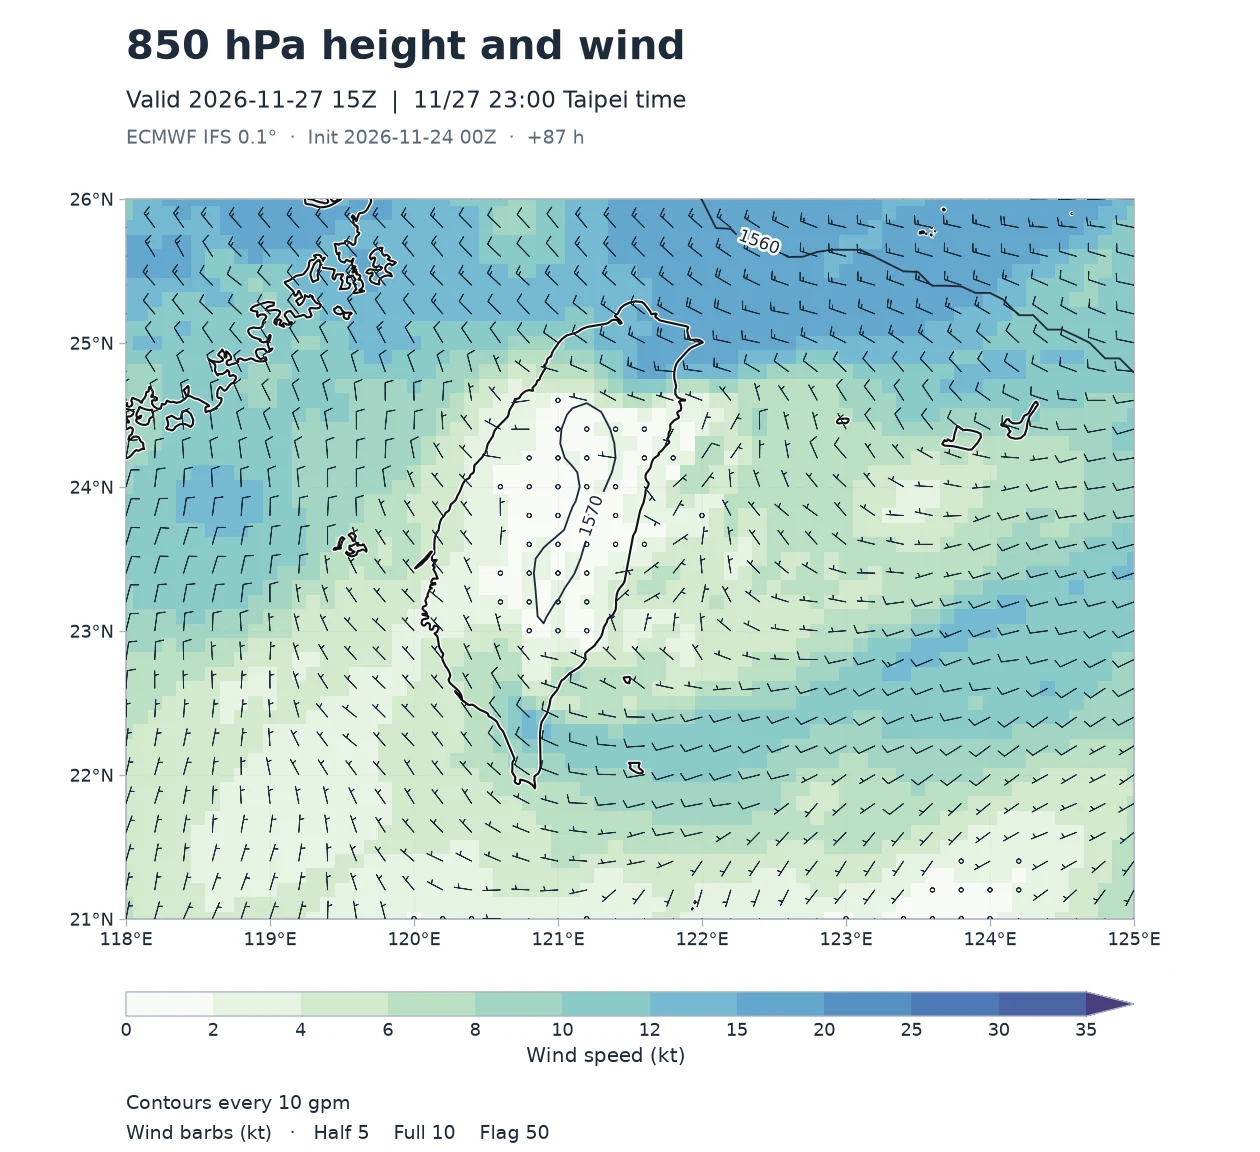 850 hPa height and wind
Valid 2026-11-27 15Z | 11/27 23:00 Taipei time
ECMWF IFS 0.1° · Init 2026-11-24 00Z · +87 h
26°N
1560
25°N
24°N
1570
23°N
22°N
21°N
118°E 119°E 120°E 121°E 122°E 123°E 124°E 125°E
0 2 4 6 8 10 12 15 20 25 30 35
Wind speed (kt)
Contours every 10 gpm
Wind barbs (kt) · Half 5 Full 10 Flag 50